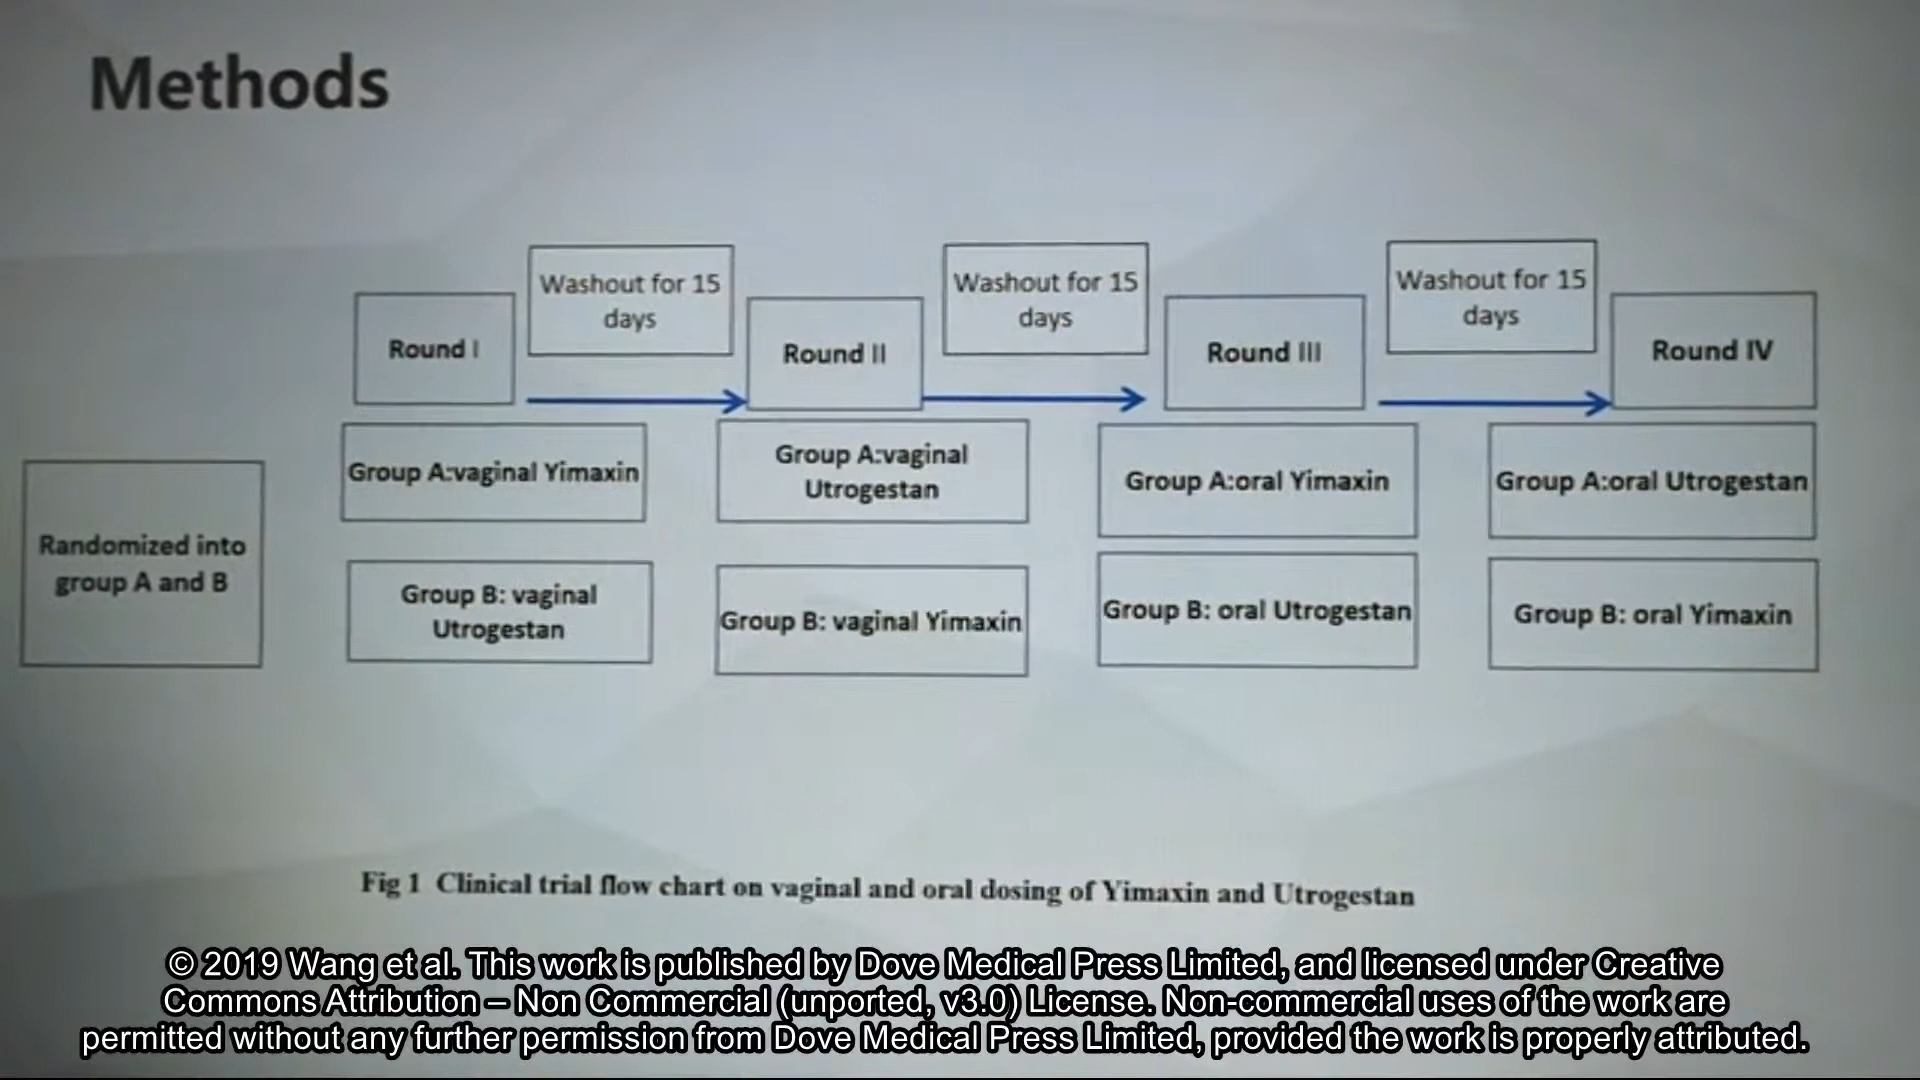 Methods
Washout for 15
days
Washout for 15
days
Washout for 15
days
Round I
Round II
Round III
Round IV
Randomized into
group A and B
Group A:vaginal Yimaxin
Group A:vaginal
Utrogestan
Group A:oral Yimaxin
Group A:oral Utrogestan
Group B: vaginal
Utrogestan
Group B: vaginal Yimaxin
Group B: oral Utrogestan
Group B: oral Yimaxin
Fig 1 Clinical trial flow chart on vaginal and oral dosing of Yimaxin and Utrogestan
© 2019 Wang et al. This work is published by Dove Medical Press Limited, and licensed under Creative
Commons Attribution – Non Commercial (unported, v3.0) License. Non-commercial uses of the work are
permitted without any further permission from Dove Medical Press Limited, provided the work is properly attributed.